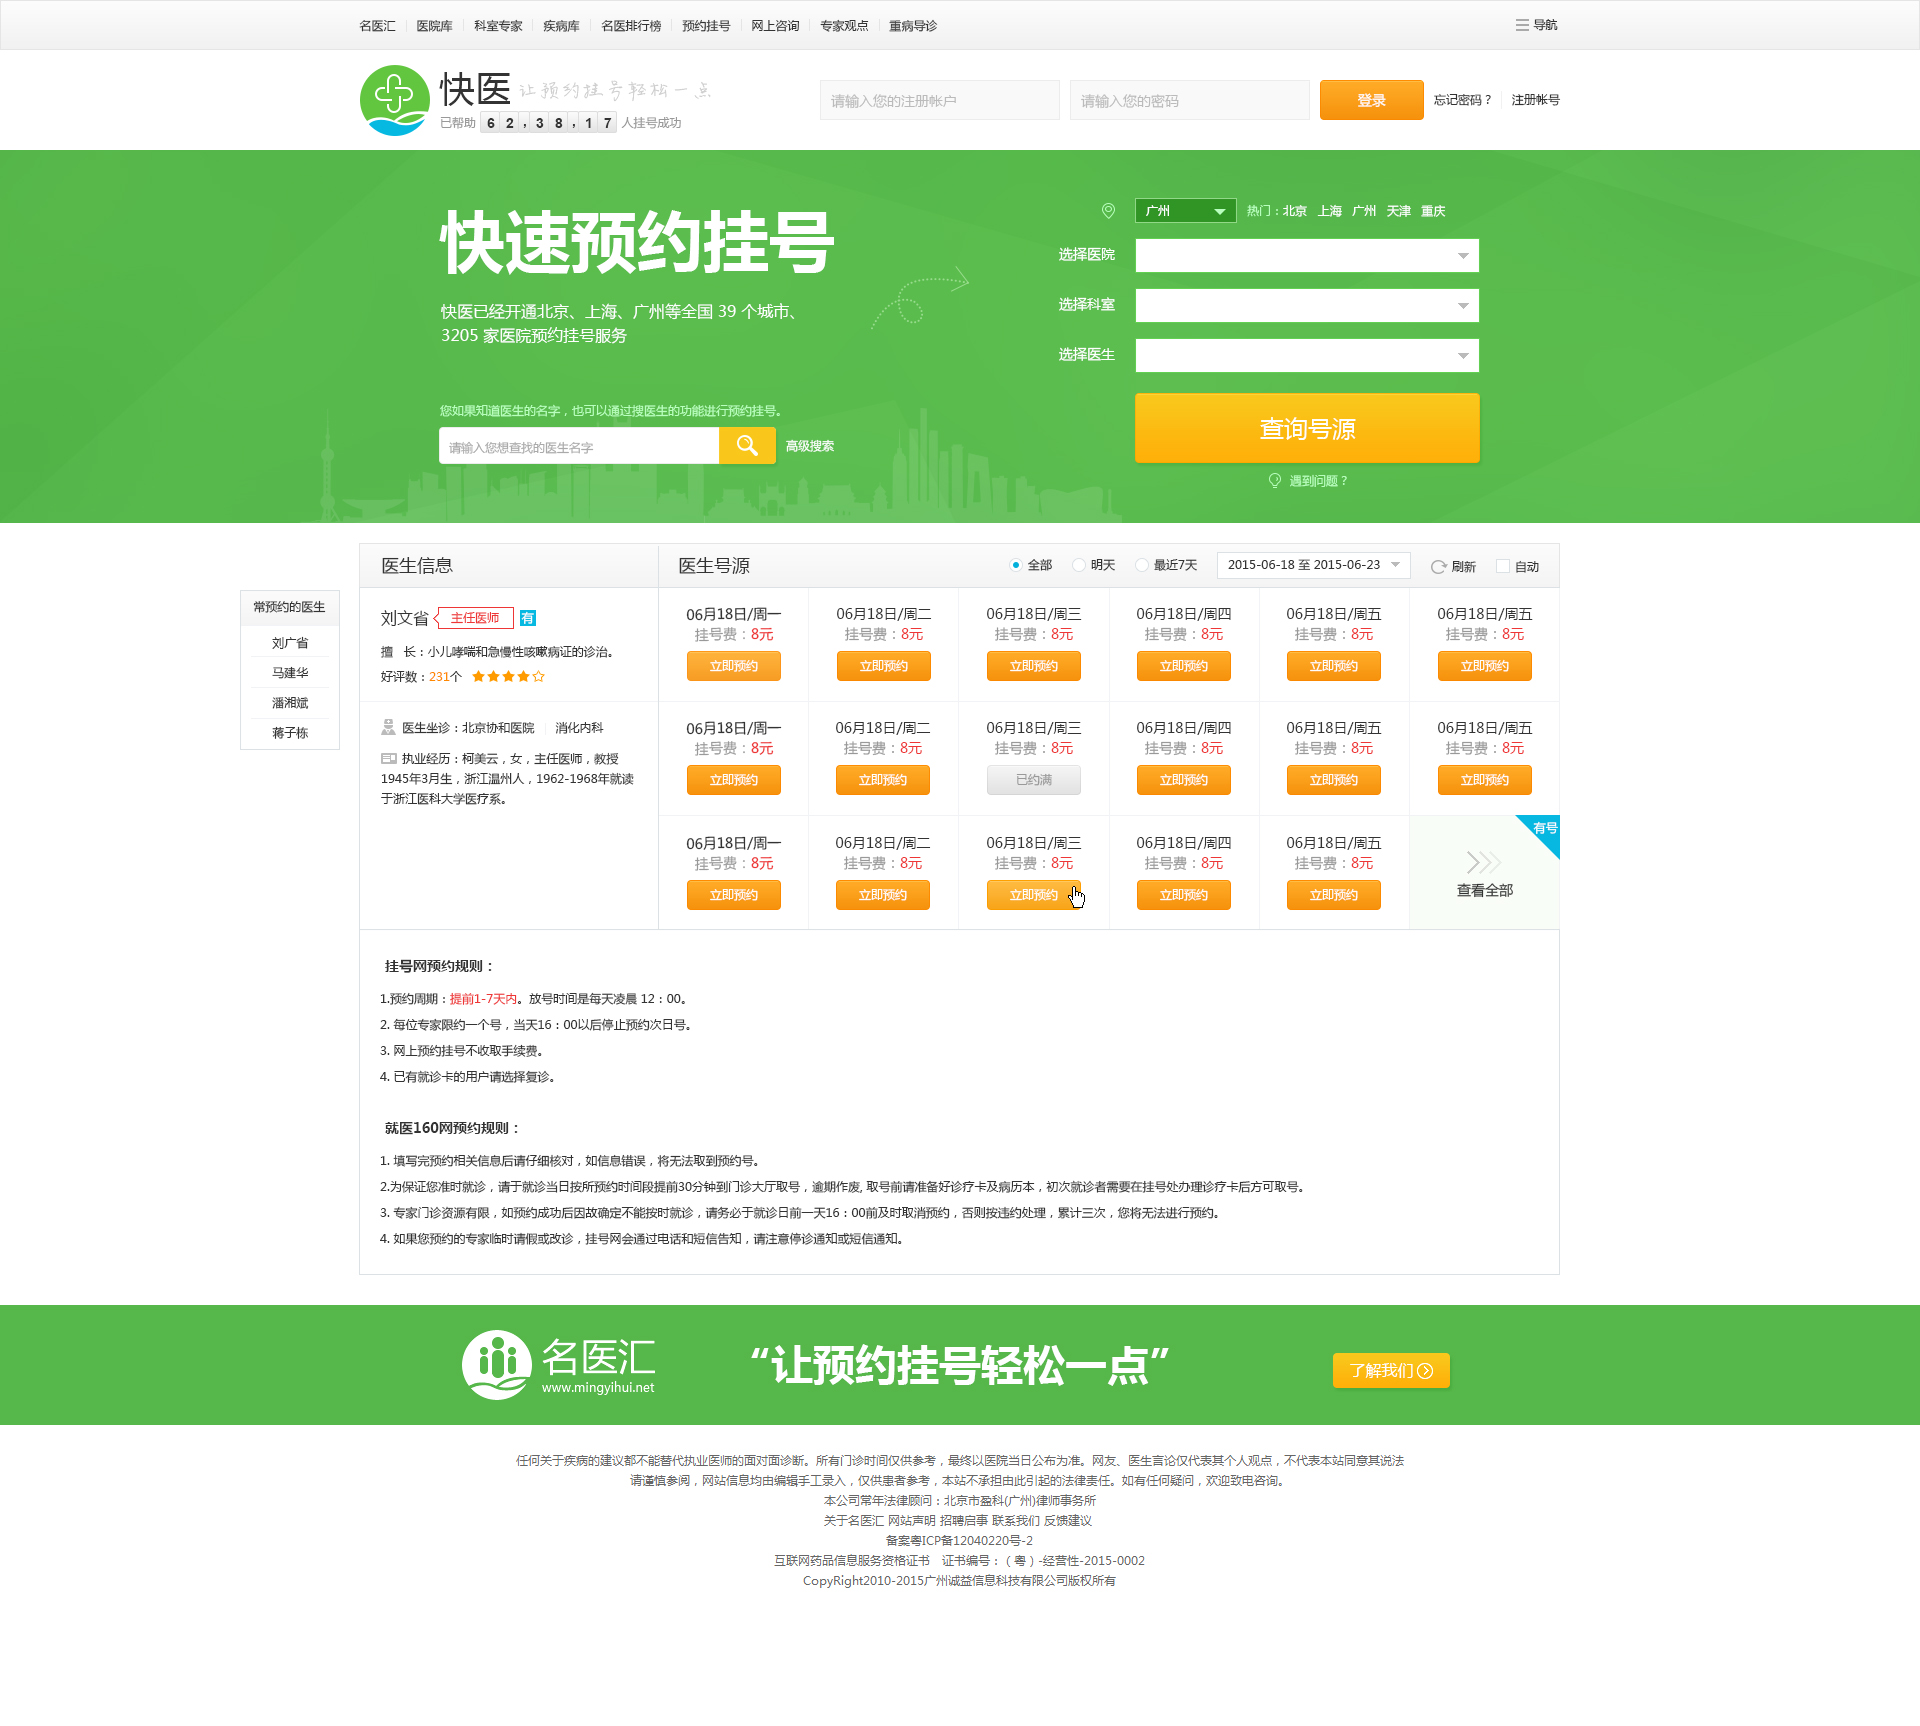 名医汇 医院库 科室专家 疾病库 名医排行榜 预约挂号 网上咨询 专家观点 重病导诊 导航
快医 让预约挂号轻松一点
已帮助 62,38,17 人挂号成功
请输入您的注册帐户 请输入您的密码 登录 忘记密码? 注册帐号
快速预约挂号
快医已经开通北京、上海、广州等全国 39 个城市、
3205 家医院预约挂号服务
您如果知道医生的名字，也可以通过搜医生的功能进行预约挂号。
请输入您想查找的医生名字 高级搜索
广州 热门：北京 上海 广州 天津 重庆
选择医院
选择科室
选择医生
查询号源
遇到问题？
常预约的医生
刘广省
马建华
潘湘斌
蒋子栋
医生信息 医生号源 全部 明天 最近7天 2015-06-18 至 2015-06-23 刷新 自动
刘文省 主任医师 有
擅 长：小儿哮喘和急慢性咳嗽病证的诊治。
好评数：231个
医生坐诊：北京协和医院 消化内科
执业经历：柯美云，女，主任医师，教授
1945年3月生，浙江温州人，1962-1968年就读
于浙江医科大学医疗系。
06月18日/周一 06月18日/周二 06月18日/周三 06月18日/周四 06月18日/周五 06月18日/周五
挂号费：8元 挂号费：8元 挂号费：8元 挂号费：8元 挂号费：8元 挂号费：8元
立即预约 立即预约 立即预约 立即预约 立即预约 立即预约
06月18日/周一 06月18日/周二 06月18日/周三 06月18日/周四 06月18日/周五 06月18日/周五
挂号费：8元 挂号费：8元 挂号费：8元 挂号费：8元 挂号费：8元 挂号费：8元
立即预约 立即预约 已约满 立即预约 立即预约 立即预约
06月18日/周一 06月18日/周二 06月18日/周三 06月18日/周四 06月18日/周五 有号
挂号费：8元 挂号费：8元 挂号费：8元 挂号费：8元 挂号费：8元
立即预约 立即预约 立即预约 立即预约 立即预约 查看全部
挂号网预约规则：
1.预约周期：提前1-7天内。放号时间是每天凌晨 12：00。
2. 每位专家限约一个号，当天16：00以后停止预约次日号。
3. 网上预约挂号不收取手续费。
4. 已有就诊卡的用户请选择复诊。
就医160网预约规则：
1. 填写完预约相关信息后请仔细核对，如信息错误，将无法取到预约号。
2.为保证您准时就诊，请于就诊当日按所预约时间段提前30分钟到门诊大厅取号，逾期作废, 取号前请准备好诊疗卡及病历本，初次就诊者需要在挂号处办理诊疗卡后方可取号。
3. 专家门诊资源有限，如预约成功后因故确定不能按时就诊，请务必于就诊日前一天16：00前及时取消预约，否则按违约处理，累计三次，您将无法进行预约。
4. 如果您预约的专家临时请假或改诊，挂号网会通过电话和短信告知，请注意停诊通知或短信通知。
名医汇
www.mingyihui.net
“让预约挂号轻松一点”
了解我们
任何关于疾病的建议都不能替代执业医师的面对面诊断。所有门诊时间仅供参考，最终以医院当日公布为准。网友、医生言论仅代表其个人观点，不代表本站同意其说法
请谨慎参阅，网站信息均由编辑手工录入，仅供患者参考，本站不承担由此引起的法律责任。如有任何疑问，欢迎致电咨询。
本公司常年法律顾问：北京市盈科(广州)律师事务所
关于名医汇 网站声明 招聘启事 联系我们 反馈建议
备案粤ICP备12040220号-2
互联网药品信息服务资格证书 证书编号：（粤）-经营性-2015-0002
CopyRight2010-2015广州诚益信息科技有限公司版权所有